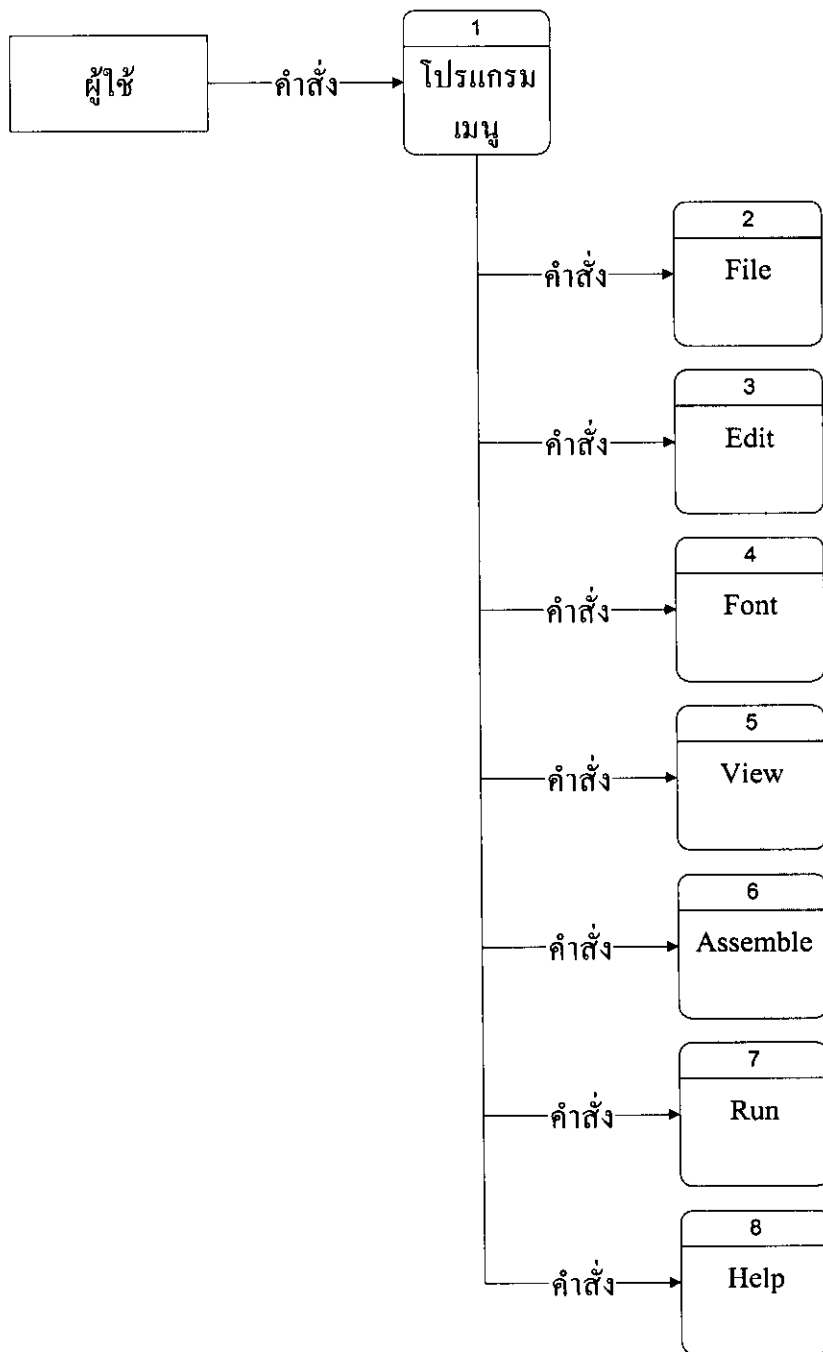 1
ผู้ใช้ คำสั่ง โปรแกรม
เมนู
2
คำสั่ง File
3
คำสั่ง Edit
4
คำสั่ง Font
5
คำสั่ง View
6
คำสั่ง Assemble
7
คำสั่ง Run
8
คำสั่ง Help